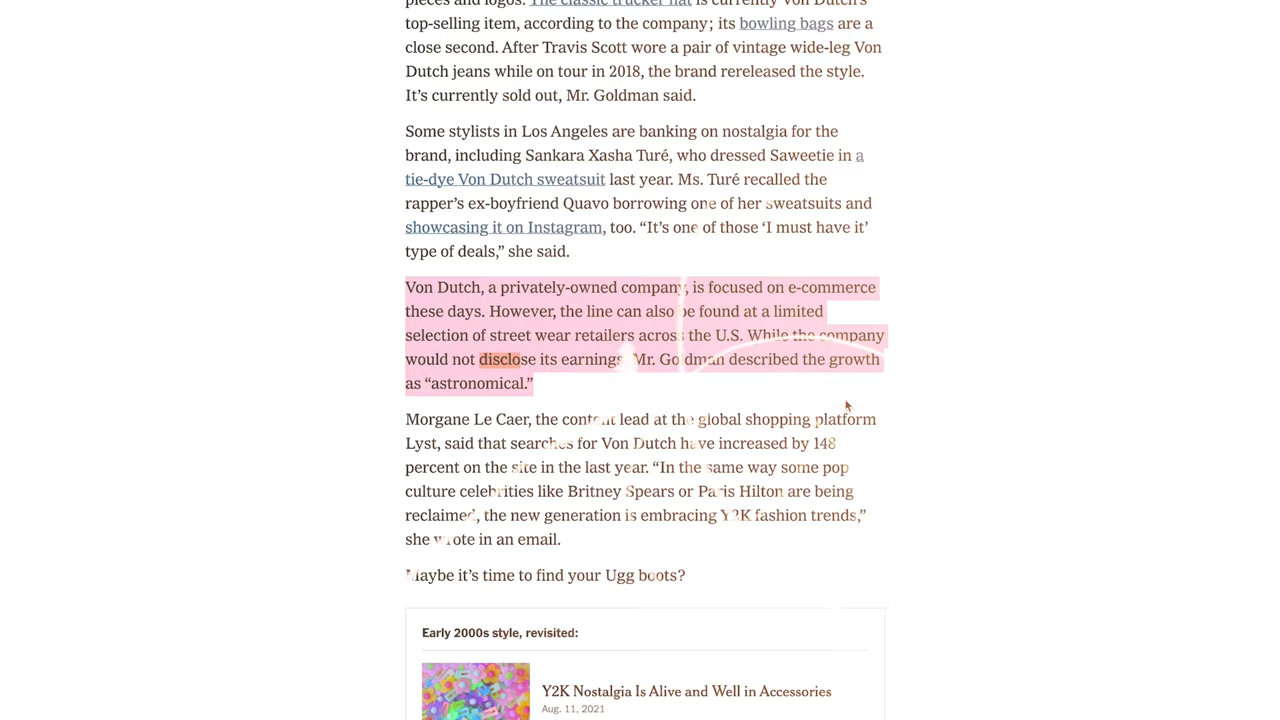 pieces and logos. The classic trucker hat is currently Von Dutch's
top-selling item, according to the company; its bowling bags are a
close second. After Travis Scott wore a pair of vintage wide-leg Von
Dutch jeans while on tour in 2018, the brand rereleased the style.
It's currently sold out, Mr. Goldman said.
Some stylists in Los Angeles are banking on nostalgia for the
brand, including Sankara Xasha Turé, who dressed Saweetie in a
tie-dye Von Dutch sweatsuit last year. Ms. Turé recalled the
rapper's ex-boyfriend Quavo borrowing one of her sweatsuits and
showcasing it on Instagram, too. “It's one of those ‘I must have it’
type of deals,” she said.
Von Dutch, a privately-owned company, is focused on e-commerce
these days. However, the line can also be found at a limited
selection of street wear retailers across the U.S. While the company
would not disclose its earnings, Mr. Goldman described the growth
as “astronomical.”
Morgane Le Caer, the content lead at the global shopping platform
Lyst, said that searches for Von Dutch have increased by 148
percent on the site in the last year. “In the same way some pop
culture celebrities like Britney Spears or Paris Hilton are being
reclaimed, the new generation is embracing Y2K fashion trends,”
she wrote in an email.
Maybe it's time to find your Ugg boots?
Early 2000s style, revisited:
Y2K Nostalgia Is Alive and Well in Accessories
Aug. 11, 2021